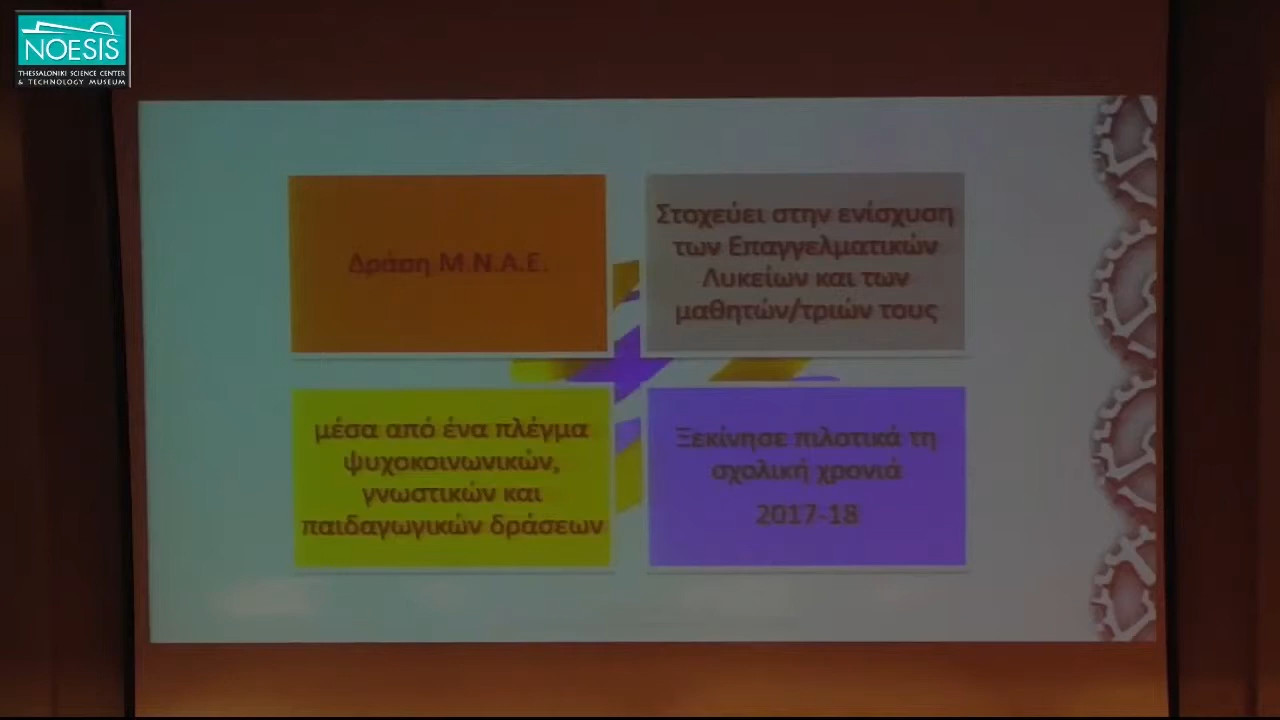 NOESIS
THESSALONIKI SCIENCE CENTER
& TECHNOLOGY MUSEUM
Δράση Μ.Ν.Α.Ε.
Στοχεύει στην ενίσχυση
των Επαγγελματικών
Λυκείων και των
μαθητών/τριών τους
μέσα από ένα πλέγμα
ψυχοκοινωνικών,
γνωστικών και
παιδαγωγικών δράσεων
Ξεκίνησε πιλοτικά τη
σχολική χρονιά
2017-18